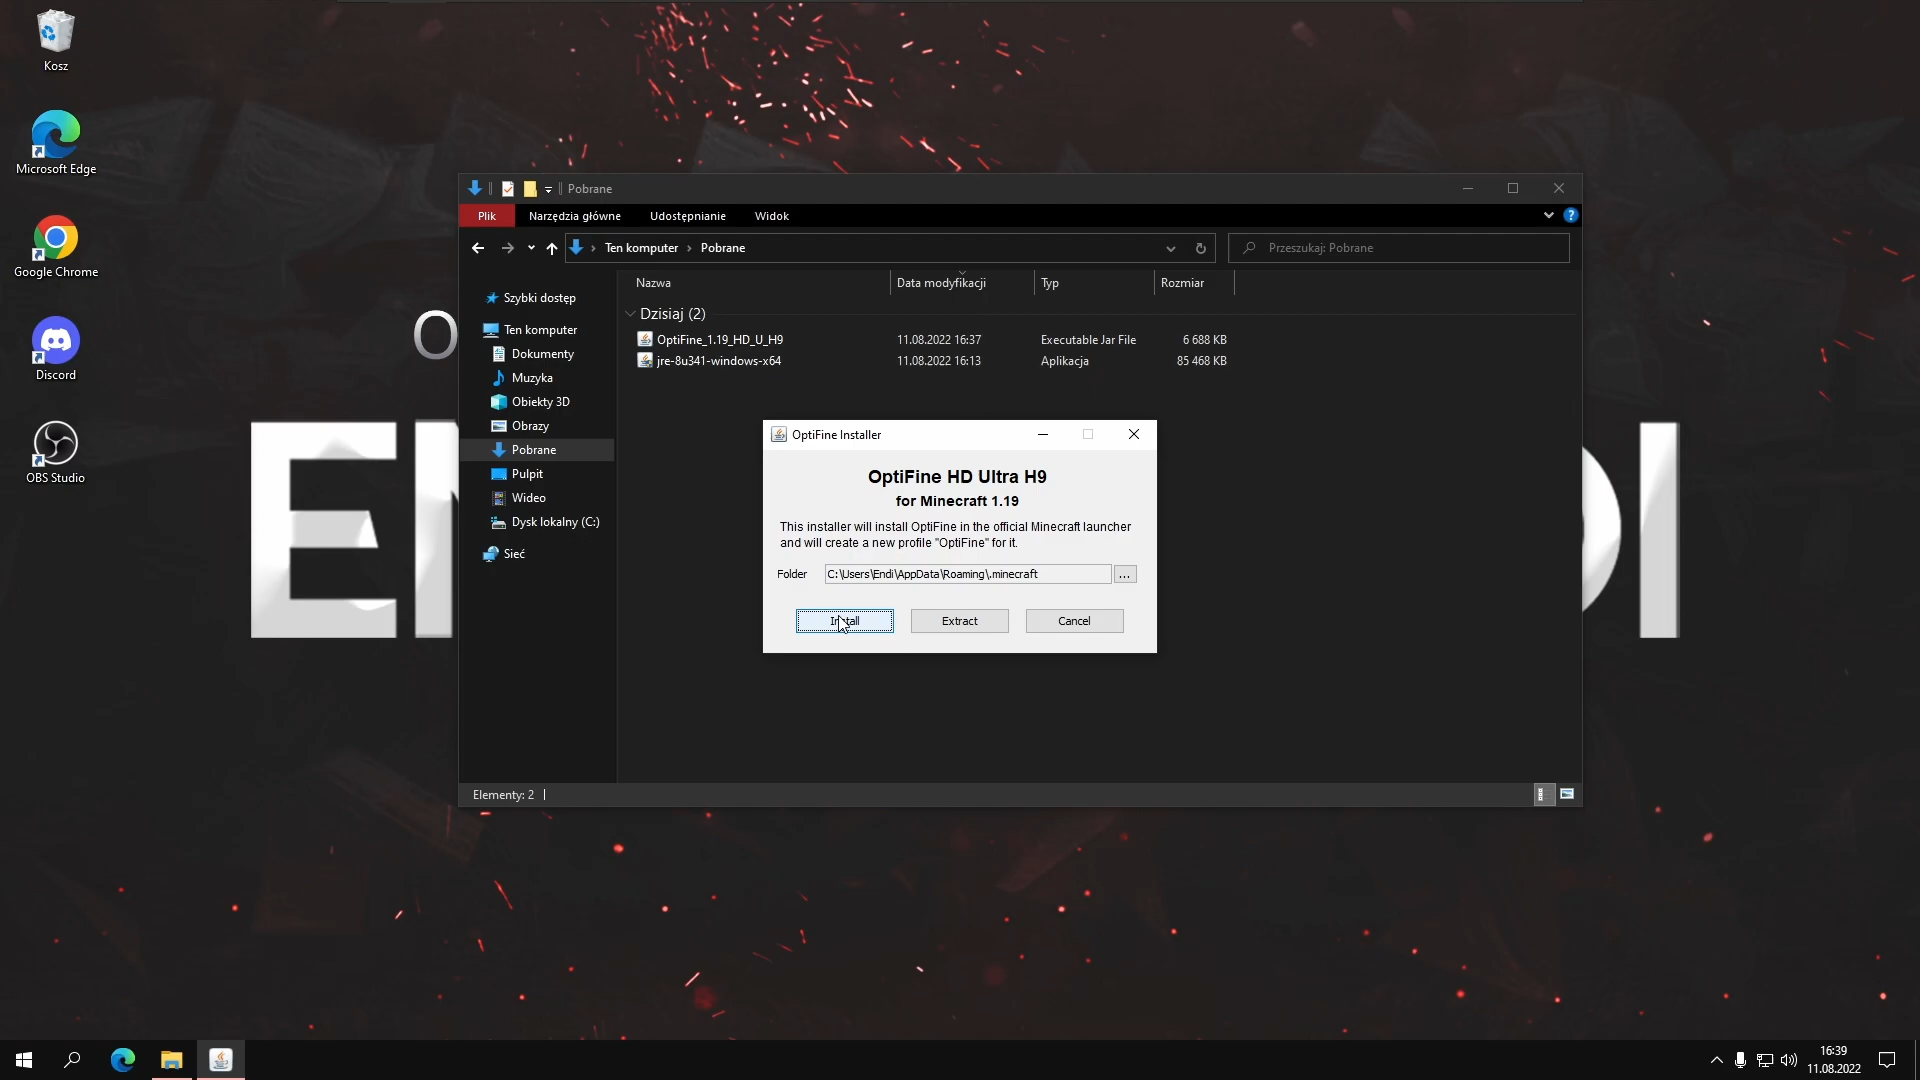 Kosz
Microsoft Edge
Google Chrome
Discord
OBS Studio
Pobrane
Plik
Narzędzia główne
Udostępnianie
Widok
?
Ten komputer
Pobrane
Przeszukaj: Pobrane
Szybki dostęp
Ten komputer
Dokumenty
Muzyka
Obiekty 3D
Obrazy
Pobrane
Pulpit
Wideo
Dysk lokalny (C:)
Sieć
Nazwa
Data modyfikacji
Typ
Rozmiar
Dzisiaj (2)
OptiFine_1.19_HD_U_H9
11.08.2022 16:37
Executable Jar File
6 688 KB
jre-8u341-windows-x64
11.08.2022 16:13
Aplikacja
85 468 KB
OptiFine Installer
OptiFine HD Ultra H9
for Minecraft 1.19
This installer will install OptiFine in the official Minecraft launcher
and will create a new profile "OptiFine" for it.
Folder
C:\Users\Endi\AppData\Roaming\.minecraft
...
Install
Extract
Cancel
Elementy: 2
16:39
11.08.2022